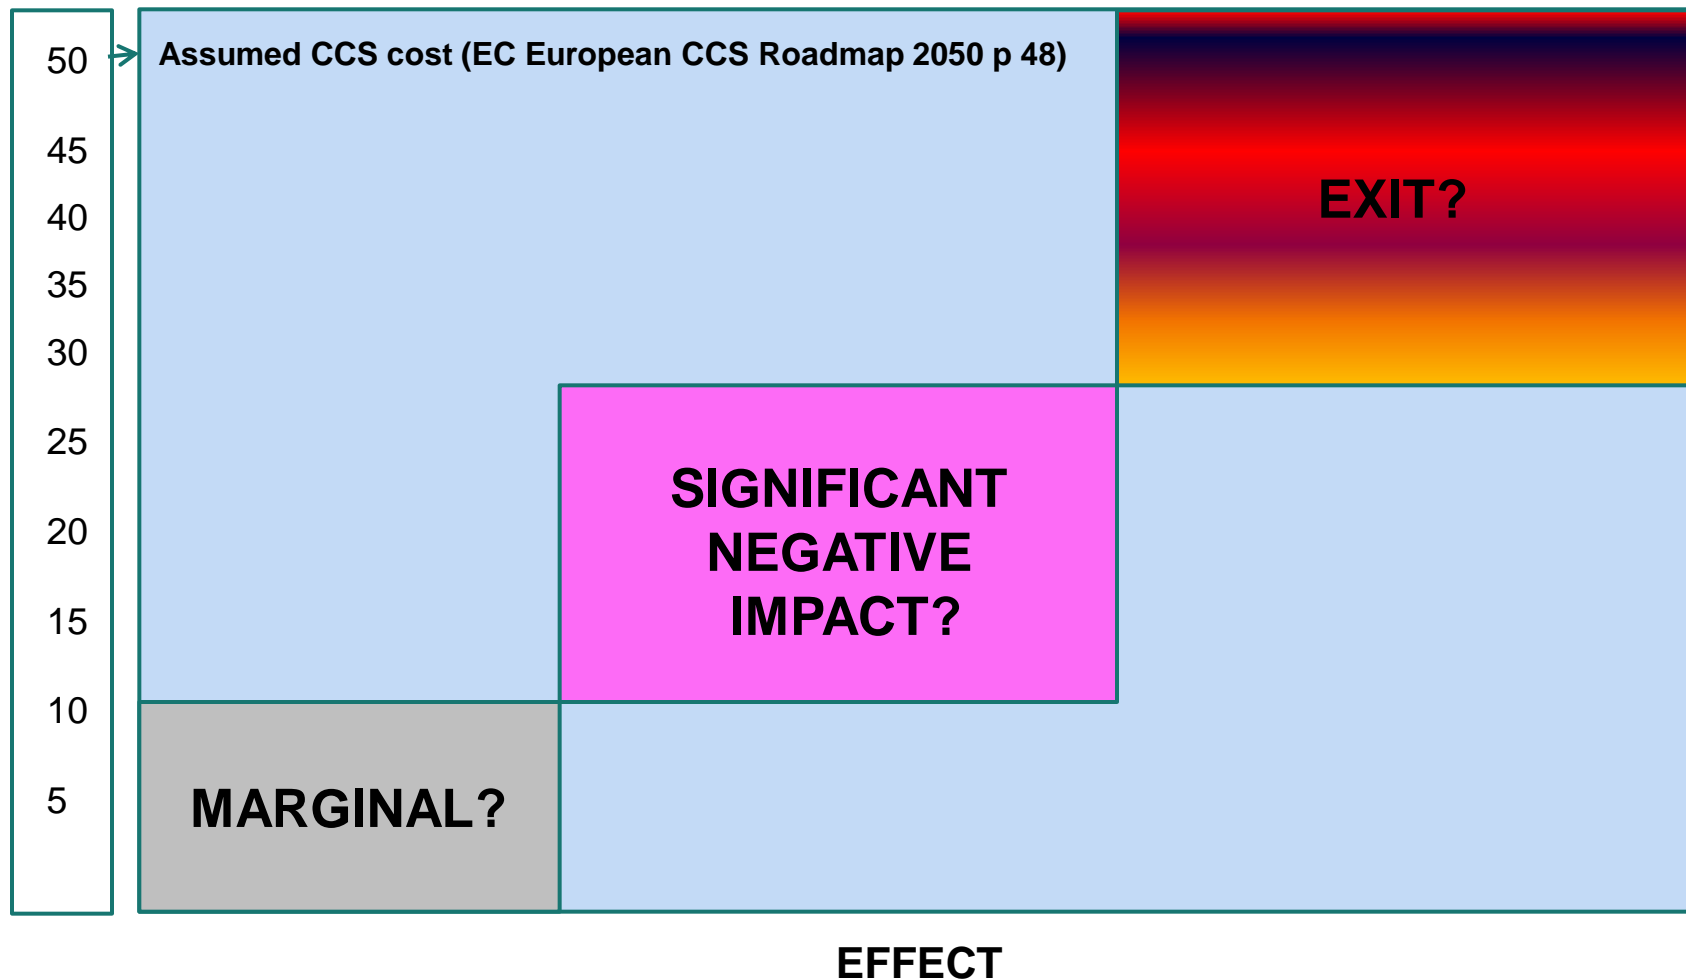 50
Assumed CCS cost (EC European CCS Roadmap 2050 p 48)
45
40
35
30
25
20
15
10
5
EXIT?
SIGNIFICANT
NEGATIVE
IMPACT?
MARGINAL?
EFFECT